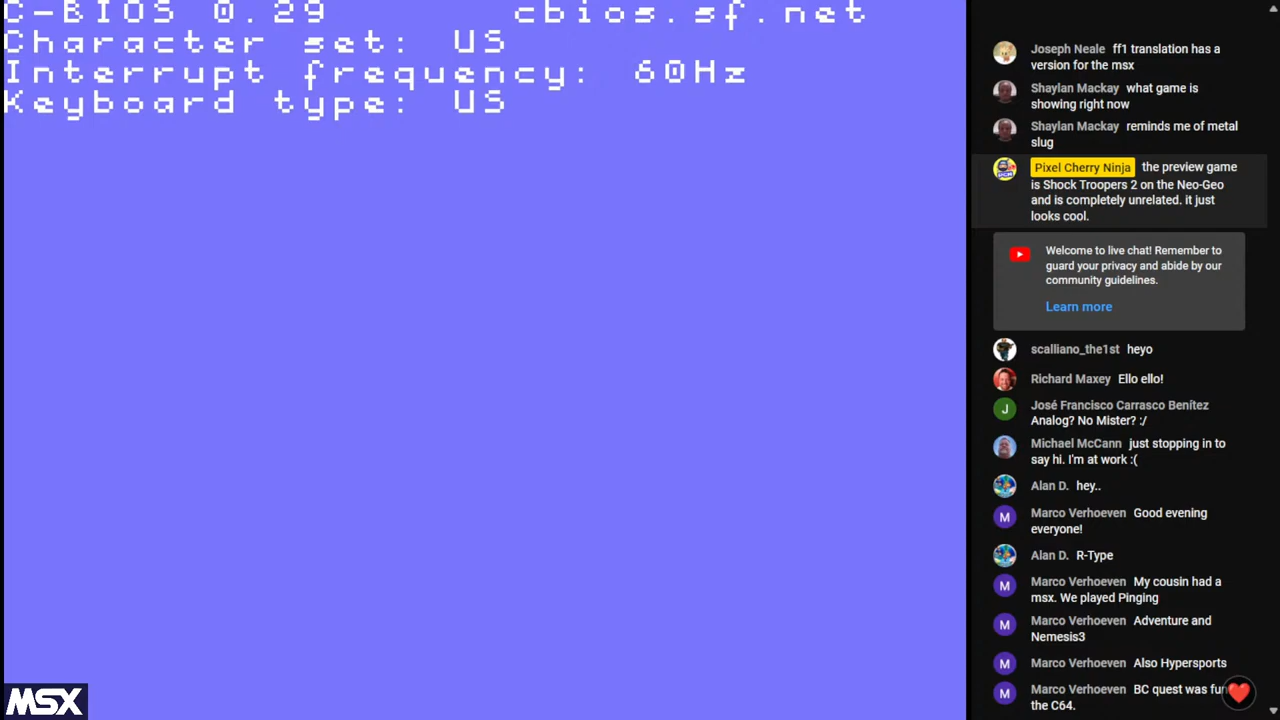 C-BIOS 0.29 cbios.sf.net
Character set: US
Interrupt frequency: 60Hz
Keyboard type: US
MSX
Joseph Neale ff1 translation has a
version for the msx
Shaylan Mackay what game is
showing right now
Shaylan Mackay reminds me of metal
slug
Pixel Cherry Ninja the preview game
is Shock Troopers 2 on the Neo-Geo
and is completely unrelated. it just
looks cool.
Welcome to live chat! Remember to
guard your privacy and abide by our
community guidelines.
Learn more
scalliano_the1st heyo
Richard Maxey Ello ello!
J José Francisco Carrasco Benítez
Analog? No Mister? :/
Michael McCann just stopping in to
say hi. I'm at work :(
Alan D. hey..
M Marco Verhoeven Good evening
everyone!
Alan D. R-Type
M Marco Verhoeven My cousin had a
msx. We played Pinging
M Marco Verhoeven Adventure and
Nemesis3
M Marco Verhoeven Also Hypersports
M Marco Verhoeven BC quest was
the C64.